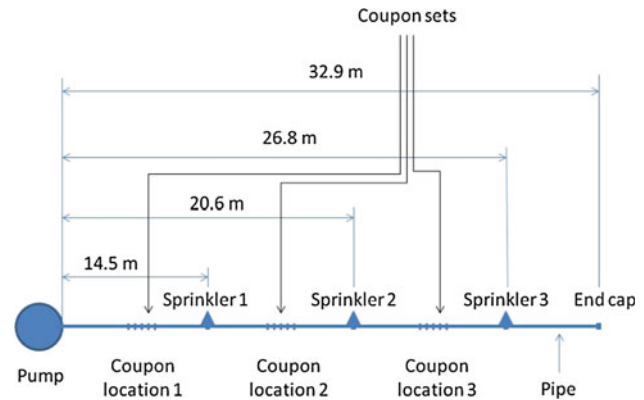 Coupon sets
32.9 m
26.8 m
20.6 m
14.5 m
Sprinkler 1
Sprinkler 2
Sprinkler 3
End cap
Pump
Coupon
location 1
Coupon
location 2
Coupon
location 3
Pipe